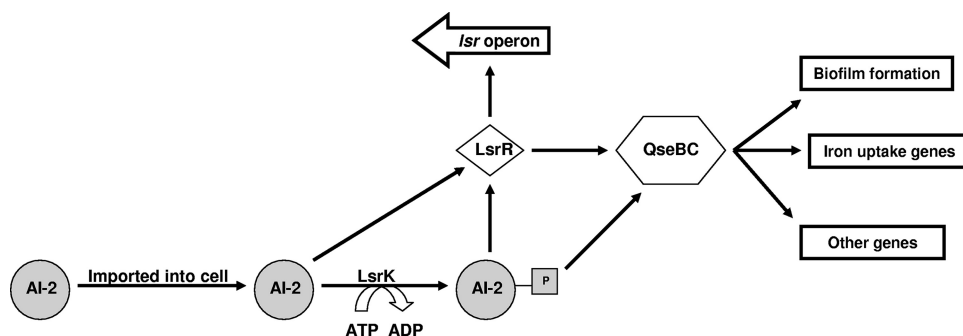 lsr operon
Biofilm formation
LsrR
QseBC
Iron uptake genes
Other genes
Imported into cell
LsrK
AI-2
AI-2
AI-2
P
ATP ADP